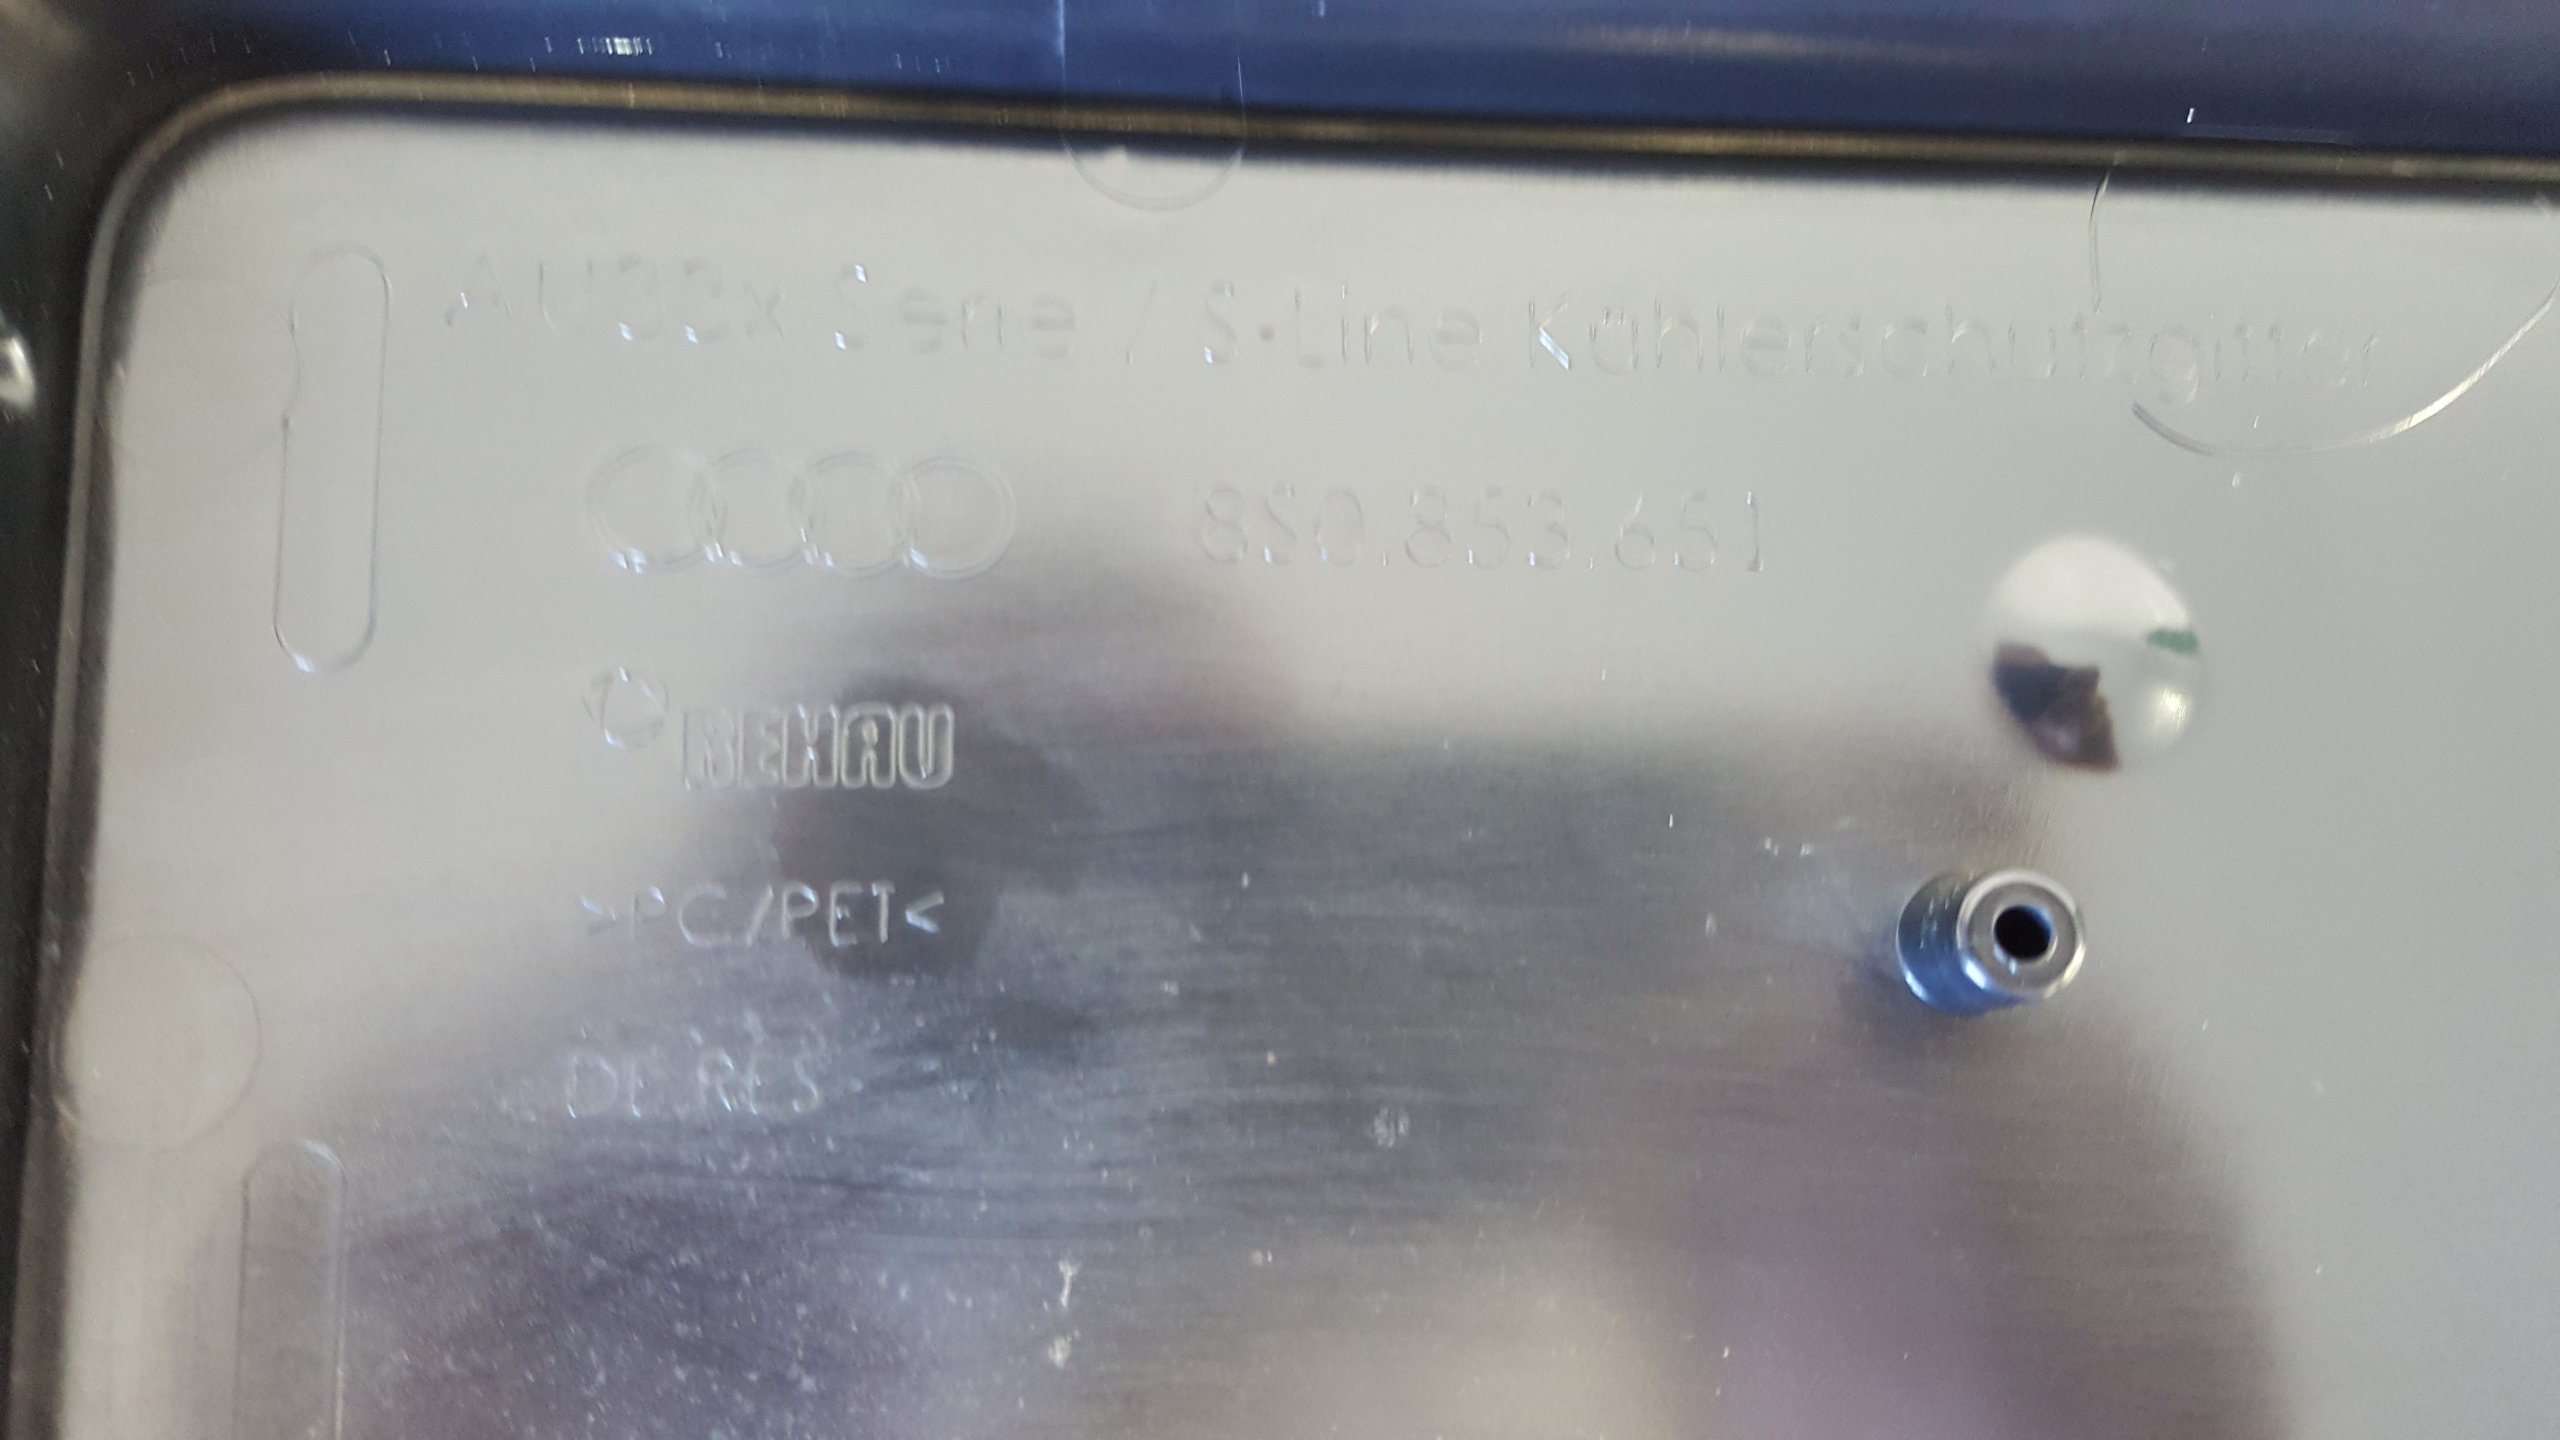 AU33x Serie / S-Line Kühlerschutzgitter
8S0.853.651
REHAU
>PC/PET<